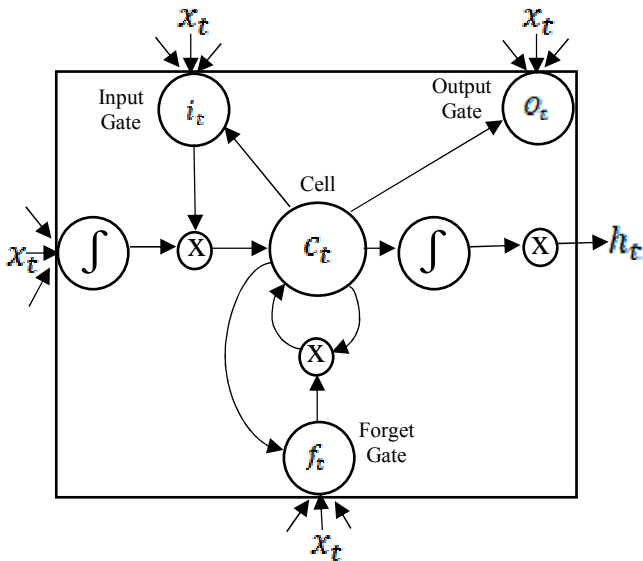 x_t
x_t
Input
Gate
i_t
Output
Gate
o_t
Cell
x_t
∫
X
C_t
∫
X
h_t
X
f_t
Forget
Gate
x_t